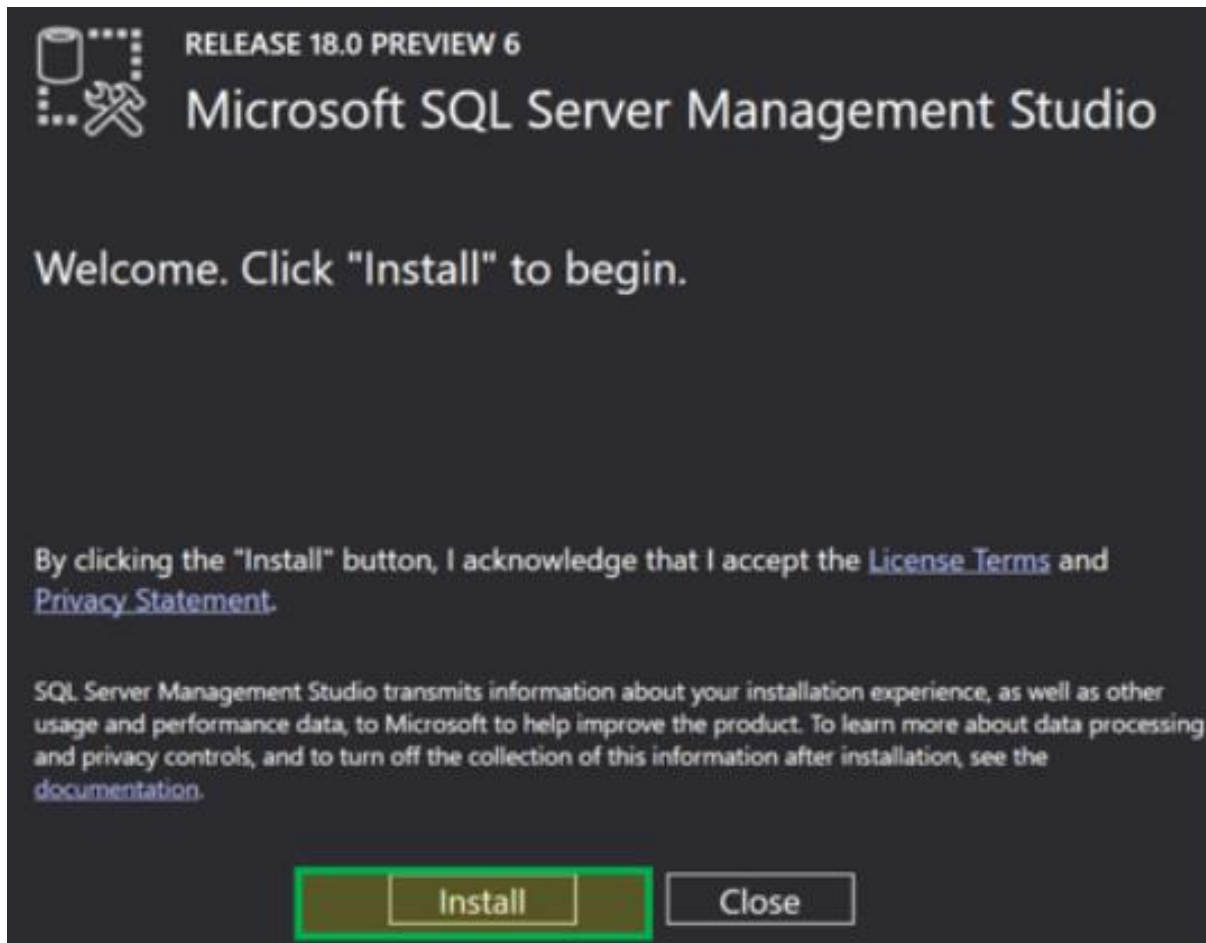 RELEASE 18.0 PREVIEW 6
Microsoft SQL Server Management Studio
Welcome. Click "Install" to begin.
By clicking the "Install" button, I acknowledge that I accept the License Terms and
Privacy Statement.
SQL Server Management Studio transmits information about your installation experience, as well as other
usage and performance data, to Microsoft to help improve the product. To learn more about data processing
and privacy controls, and to turn off the collection of this information after installation, see the
documentation.
Install Close